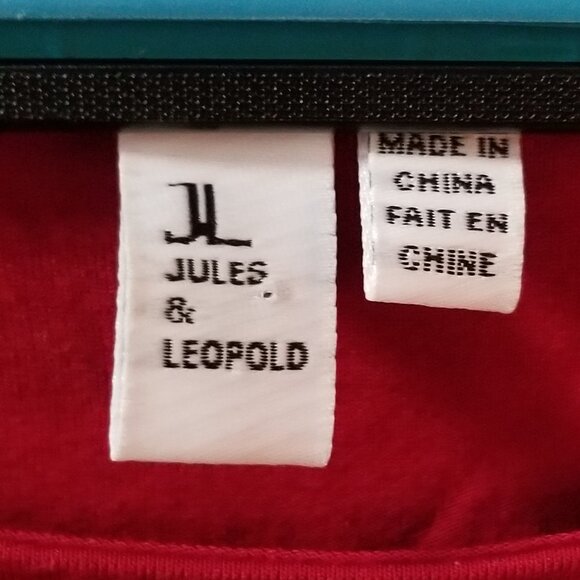 JL
JULES
&
LEOPOLD
MADE IN
CHINA
FAIT EN
CHINE